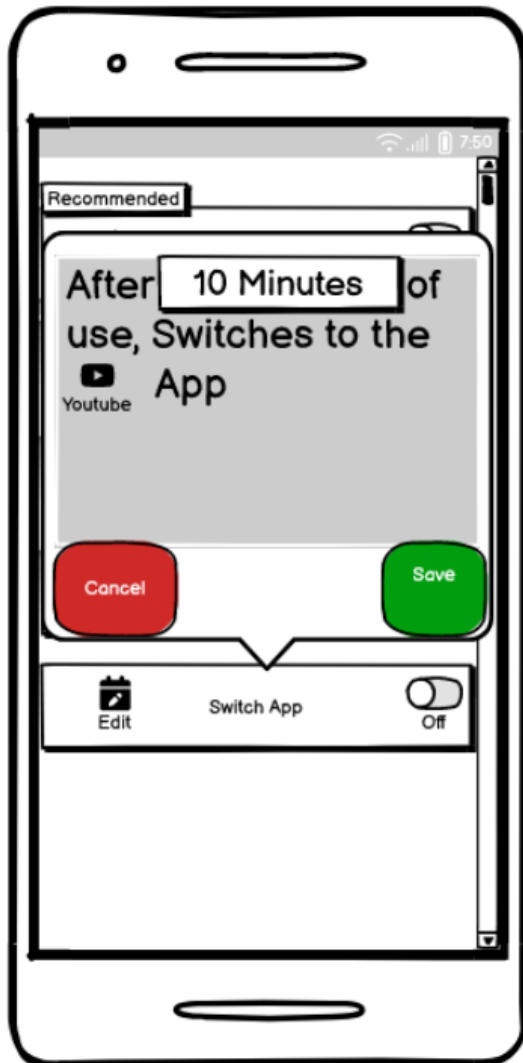 7:50
Recommended
After 10 Minutes of
use, Switches to the
Youtube App
Cancel
Save
Edit
Switch App
Off